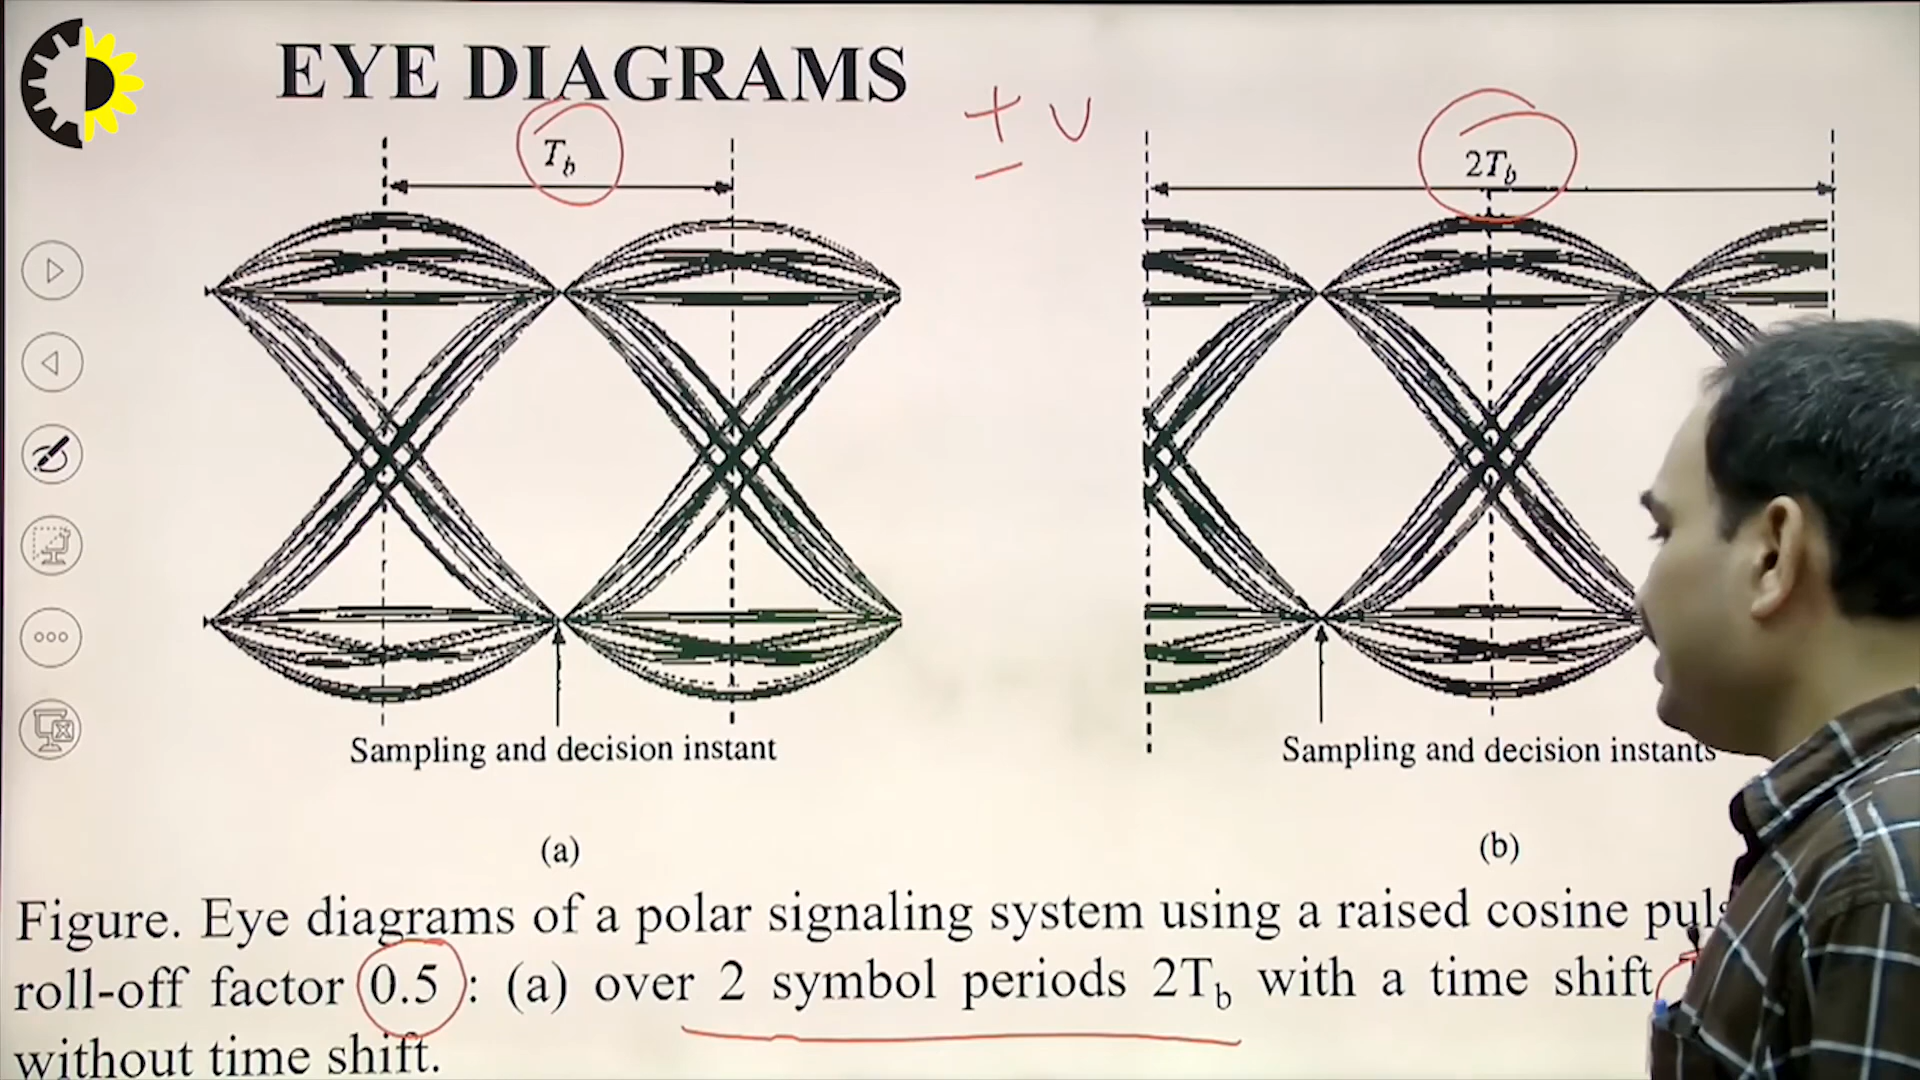 EYE DIAGRAMS
± v
T_b
2T_b
Sampling and decision instant
Sampling and decision instants
(a)
(b)
Figure. Eye diagrams of a polar signaling system using a raised cosine
roll-off factor 0.5 : (a) over 2 symbol periods 2T_b with a time shift
without time shift.